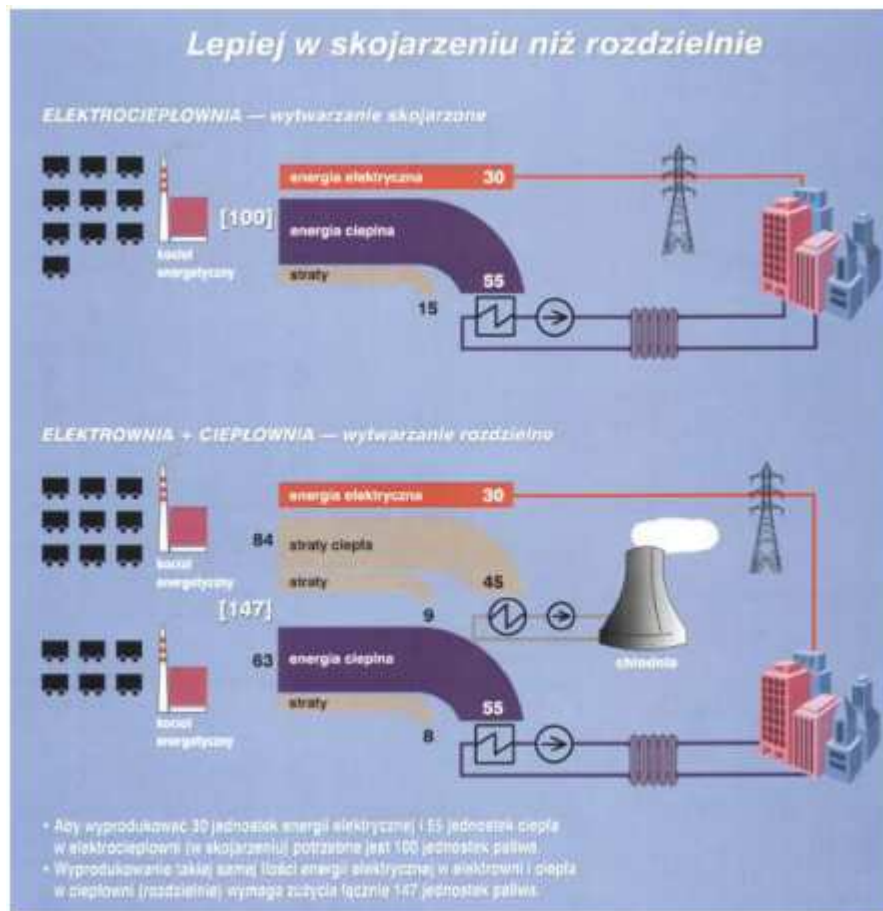 Lepiej w skojarzeniu niż rozdzielnie
ELEKTROCIEPŁOWNIA — wytwarzanie skojarzone
energia elektryczna 30
[100]
energia cieplna
kocioł
energetyczny
straty
55
15
ELEKTROWNIA + CIEPŁOWNIA — wytwarzanie rozdzielne
energia elektryczna 30
84
straty ciepła
kocioł
energetyczny
straty
45
9
[147]
chłodnia
63
energia cieplna
kocioł
energetyczny
straty
55
8
• Aby wyprodukować 30 jednostek energii elektrycznej i 55 jednostek ciepła
w elektrociepłowni (w skojarzeniu) potrzebne jest 100 jednostek paliwa.
• Wyprodukowanie takiej samej ilości energii elektrycznej w elektrowni i ciepła
w ciepłowni (rozdzielnie) wymaga zużycia łącznie 147 jednostek paliwa.